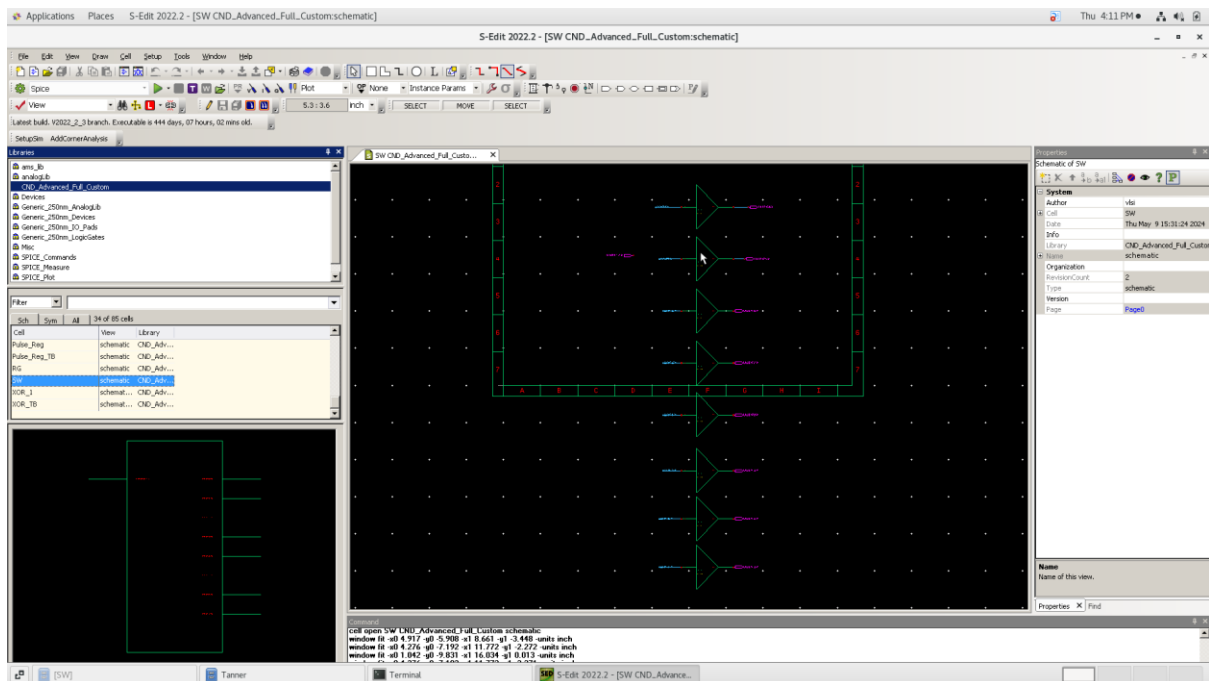 Applications Places S-Edit 2022.2 - [SW CND_Advanced_Full_Custom:schematic] Thu 4:11 PM
S-Edit 2022.2 - [SW CND_Advanced_Full_Custom:schematic]
File Edit View Draw Cell Setup Tools Window Help
Spice Plot None Instance Params
View 5.3 : 3.6 inch SELECT MOVE SELECT
Latest build. V2022_2_3 branch. Executable is 444 days, 07 hours, 02 mins old.
SetupSim AddCornerAnalysis
Libraries
ams_lib
analogLib
CND_Advanced_Full_Custom
Devices
Generic_250nm_AnalogLib
Generic_250nm_Devices
Generic_250nm_IO_Pads
Generic_250nm_LogicGates
Misc
SPICE_Commands
SPICE_Measure
SPICE_Plot
Filter
Sch Sym All 34 of 85 cells
Cell View Library
Pulse_Reg schematic CND_Adv...
Pulse_Reg_TB schematic CND_Adv...
RG schematic CND_Adv...
SW schematic CND_Adv...
XOR_1 schemat... CND_Adv...
XOR_TB schemat... CND_Adv...
SW CND_Advanced_Full_Custo... X
2 2
3 3
4 4
5 5
6 6
7 7
A B C D E F G H I
Properties
Schematic of SW
System
Author vlsi
Cell SW
Date Thu May 9 15:31:24 2024
Info
Library CND_Advanced_Full_Custor
Name schematic
Organization
RevisionCount 2
Type schematic
Version
Page Page0
Name
Name of this view.
Properties X Find
Command
cell open SW CND_Advanced_Full_Custom schematic
window fit -x0 4.917 -y0 -5.908 -x1 8.661 -y1 -3.448 -units inch
window fit -x0 4.276 -y0 -7.192 -x1 11.772 -y1 -2.272 -units inch
window fit -x0 1.042 -y0 -9.831 -x1 16.034 -y1 0.013 -units inch
[SW] Tanner Terminal S-Edit 2022.2 - [SW CND_Advance...